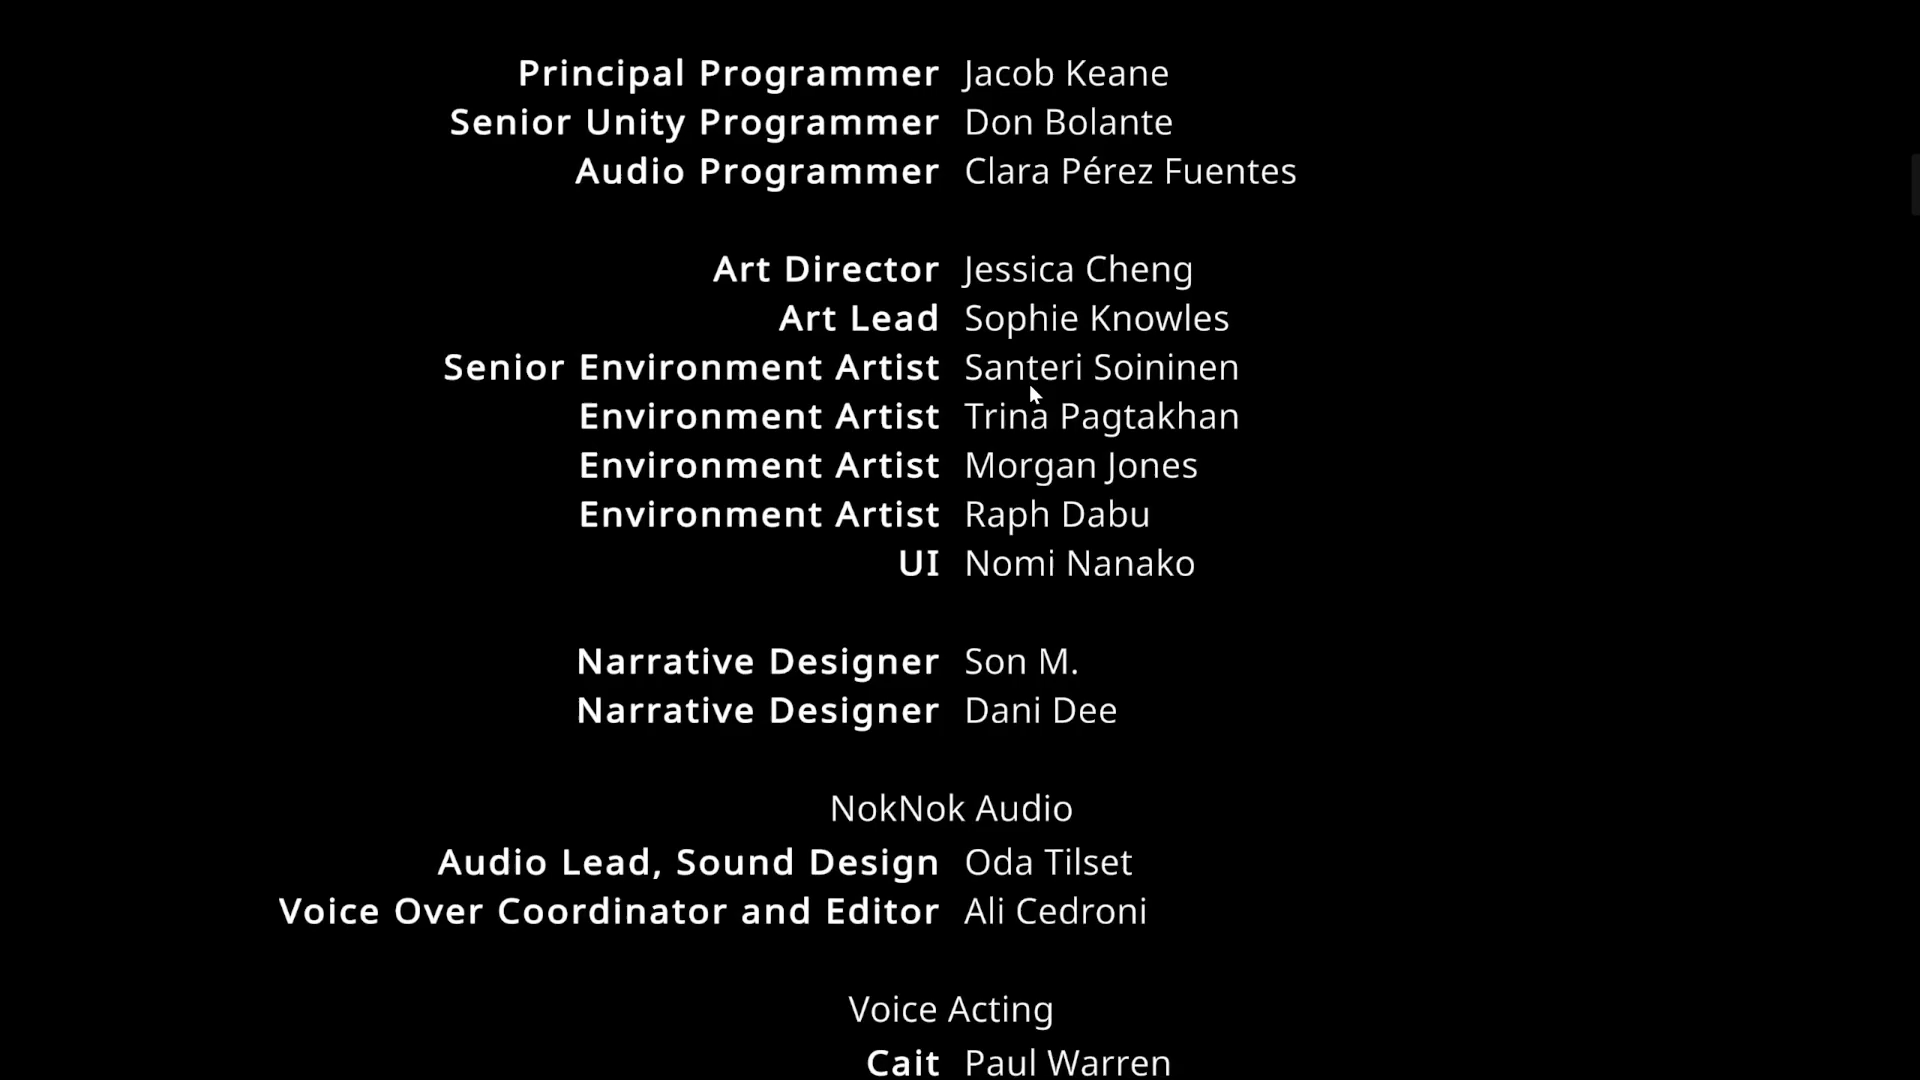 Principal Programmer Jacob Keane
Senior Unity Programmer Don Bolante
Audio Programmer Clara Pérez Fuentes
Art Director Jessica Cheng
Art Lead Sophie Knowles
Senior Environment Artist Santeri Soininen
Environment Artist Trina Pagtakhan
Environment Artist Morgan Jones
Environment Artist Raph Dabu
UI Nomi Nanako
Narrative Designer Son M.
Narrative Designer Dani Dee
NokNok Audio
Audio Lead, Sound Design Oda Tilset
Voice Over Coordinator and Editor Ali Cedroni
Voice Acting
Cait Paul Warren